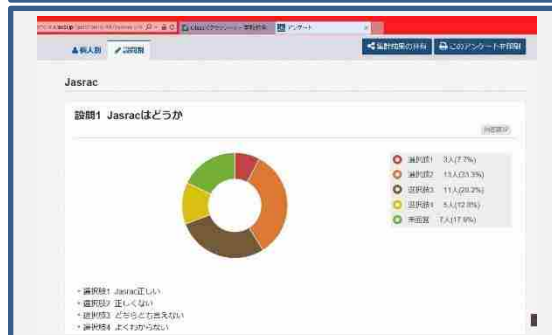 アンケート
個人別
設問別
集計結果の共有
このアンケートを印刷
Jasrac
設問1 Jasracはどうか
選択肢1 3人(7.7%)
選択肢2 13人(33.3%)
選択肢3 11人(28.2%)
選択肢4 5人(12.8%)
未回答 7人(17.9%)
・選択肢1 Jasrac正しい
・選択肢2 正しくない
・選択肢3 どちらとも言えない
・選択肢4 よくわからない